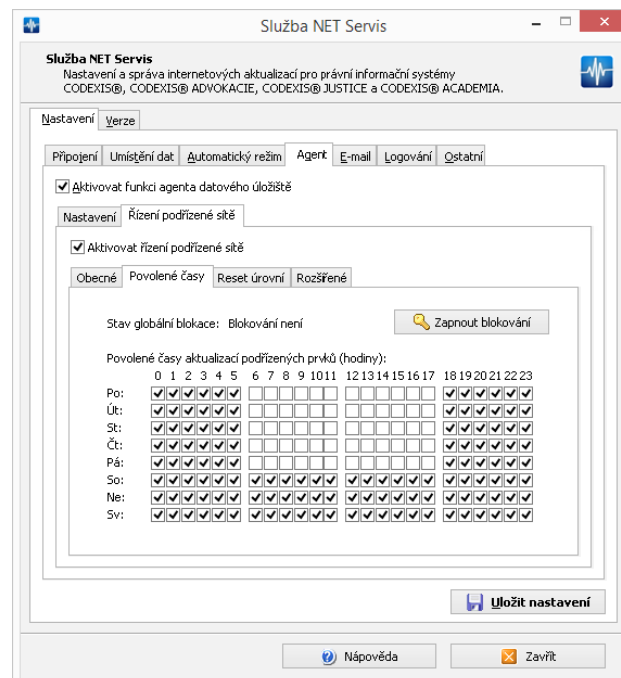 Služba NET Servis
Služba NET Servis
Nastavení a správa internetových aktualizací pro právní informační systémy
CODEXIS®, CODEXIS® ADVOKACIE, CODEXIS® JUSTICE a CODEXIS® ACADEMIA.
Nastavení Verze
Připojení Umístění dat Automatický režim Agent E-mail Logování Ostatní
Aktivovat funkci agenta datového úložiště
Nastavení Řízení podřízené sítě
Aktivovat řízení podřízené sítě
Obecné Povolené časy Reset úrovní Rozšířené
Stav globální blokace: Blokování není Zapnout blokování
Povolené časy aktualizací podřízených prvků (hodiny):
0 1 2 3 4 5 6 7 8 9 10 11 12 13 14 15 16 17 18 19 20 21 22 23
Po:
Út:
St:
Čt:
Pá:
So:
Ne:
Sv:
Uložit nastavení
Nápověda Zavřít